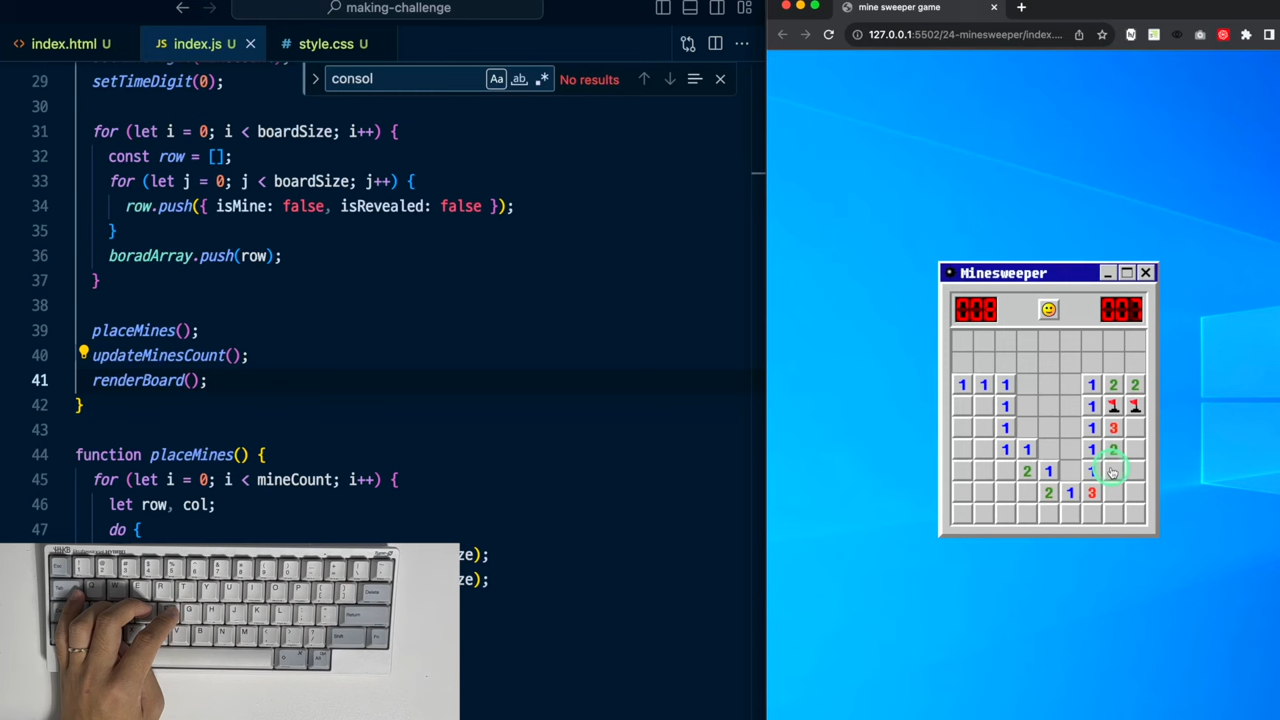 making-challenge
index.html U
index.js U
style.css U
consol
Aa
ab
No results
29 setTimeDigit(0);
30
31 for (let i = 0; i < boardSize; i++) {
32 const row = [];
33 for (let j = 0; j < boardSize; j++) {
34 row.push({ isMine: false, isRevealed: false });
35 }
36 boradArray.push(row);
37 }
38
39 placeMines();
40 updateMinesCount();
41 renderBoard();
42 }
43
44 function placeMines() {
45 for (let i = 0; i < mineCount; i++) {
46 let row, col;
47 do {
ze);
ze);
mine sweeper game
127.0.0.1:5502/24-minesweeper/index....
Minesweeper
007
1 1 1 1 2 2
1 1
1 1 3
1 1 1 2
2 1 1
2 1 3